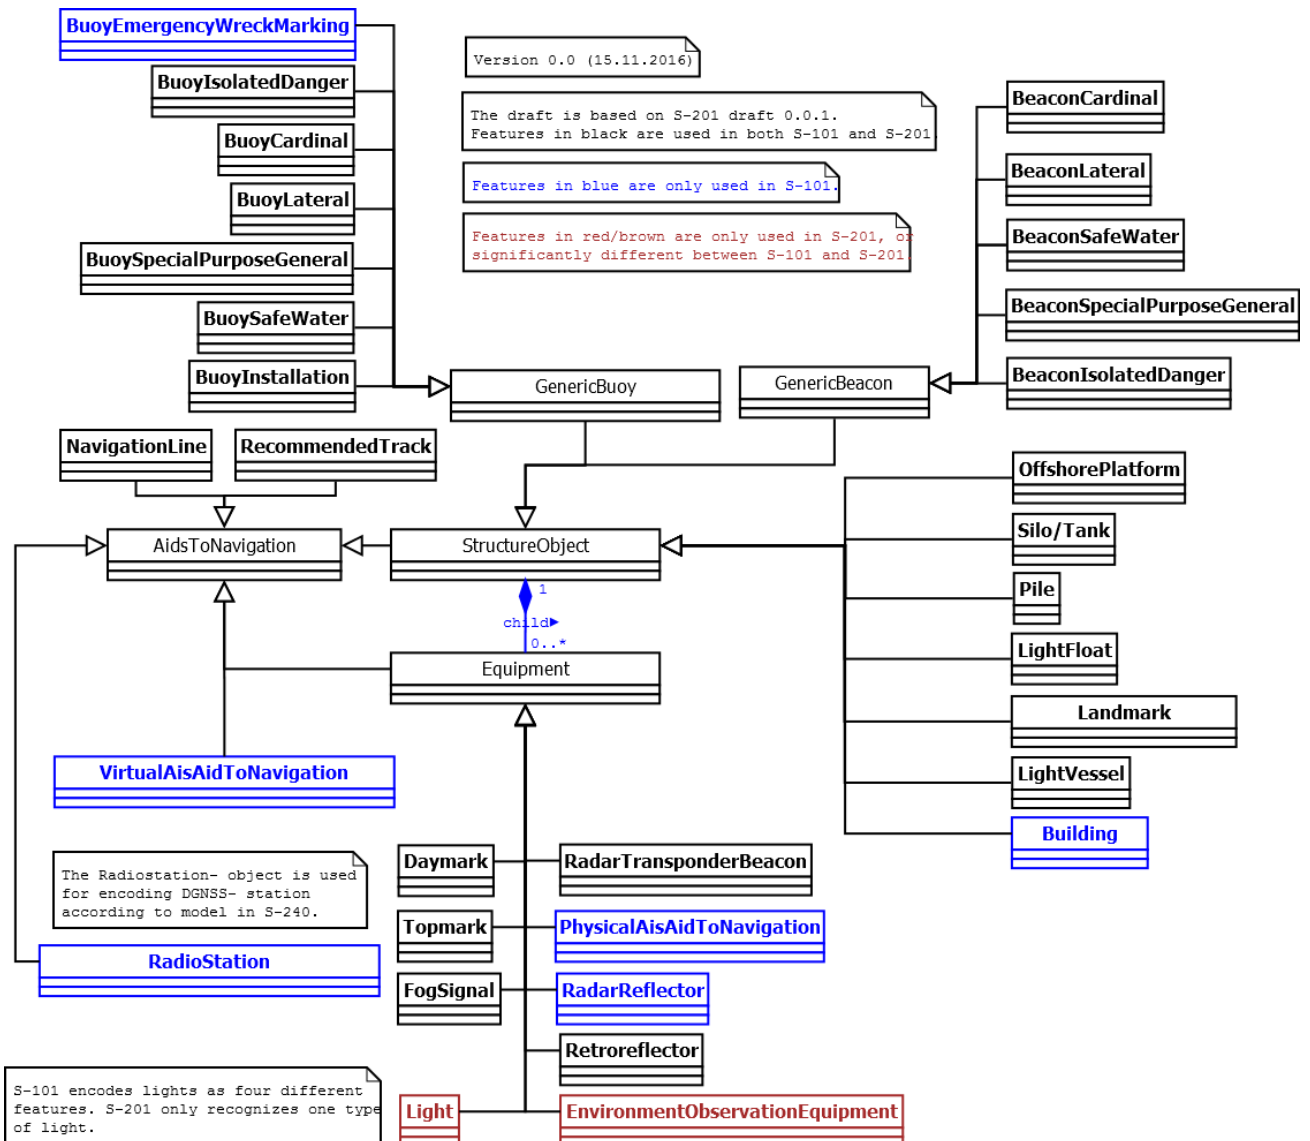 BuoyEmergencyWreckMarking
BuoyIsolatedDanger
BuoyCardinal
BuoyLateral
BuoySpecialPurposeGeneral
BuoySafeWater
BuoyInstallation
Version 0.0 (15.11.2016)
The draft is based on S-201 draft 0.0.1.
Features in black are used in both S-101 and S-201.
Features in blue are only used in S-101.
Features in red/brown are only used in S-201, or
significantly different between S-101 and S-201.
BeaconCardinal
BeaconLateral
BeaconSafeWater
BeaconSpecialPurposeGeneral
BeaconIsolatedDanger
GenericBuoy
GenericBeacon
NavigationLine
RecommendedTrack
AidsToNavigation
StructureObject
1
child
0..*
Equipment
OffshorePlatform
Silo/Tank
Pile
LightFloat
Landmark
LightVessel
Building
VirtualAisAidToNavigation
The Radiostation- object is used
for encoding DGNSS- station
according to model in S-240.
RadioStation
Daymark
RadarTransponderBeacon
Topmark
PhysicalAisAidToNavigation
FogSignal
RadarReflector
Retroreflector
S-101 encodes lights as four different
features. S-201 only recognizes one type
of light.
Light
EnvironmentObservationEquipment